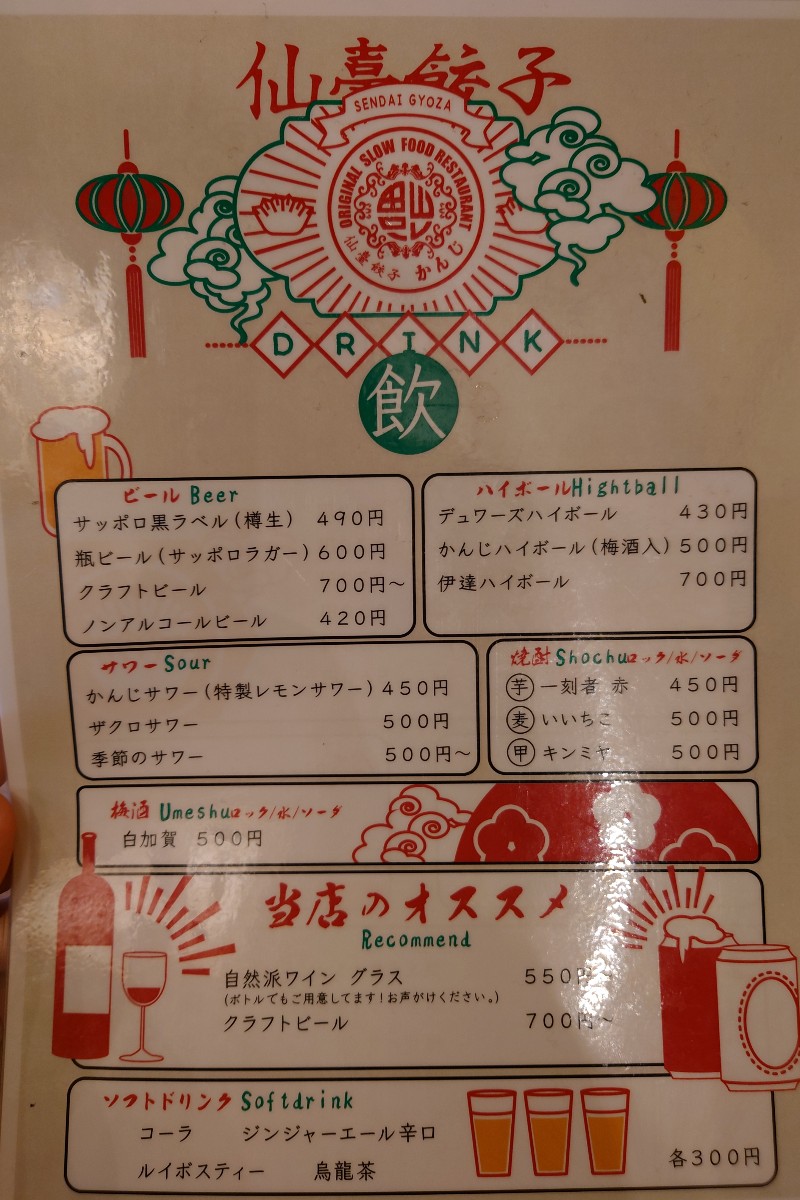 仙臺餃子
SENDAI GYOZA
ORIGINAL SLOW FOOD RESTAURANT
仙臺餃子 かんじ
DRINK
飲
ビール Beer
サッポロ黒ラベル(樽生) 490円
瓶ビール(サッポロラガー) 600円
クラフトビール 700円～
ノンアルコールビール 420円
ハイボール Hightball
デュワーズハイボール 430円
かんじハイボール(梅酒入) 500円
伊達ハイボール 700円
サワー Sour
かんじサワー(特製レモンサワー) 450円
ザクロサワー 500円
季節のサワー 500円～
焼酎 Shochu ロック/水/ソーダ
芋 一刻者 赤 450円
麦 いいちこ 500円
甲 キンミヤ 500円
梅酒 Umeshu ロック/水/ソーダ
白加賀 500円
当店のオススメ
Recommend
自然派ワイン グラス 550円～
(ボトルでもご用意してます!お声がけください。)
クラフトビール 700円～
ソフトドリンク Softdrink
コーラ ジンジャーエール辛口
ルイボスティー 烏龍茶
各300円